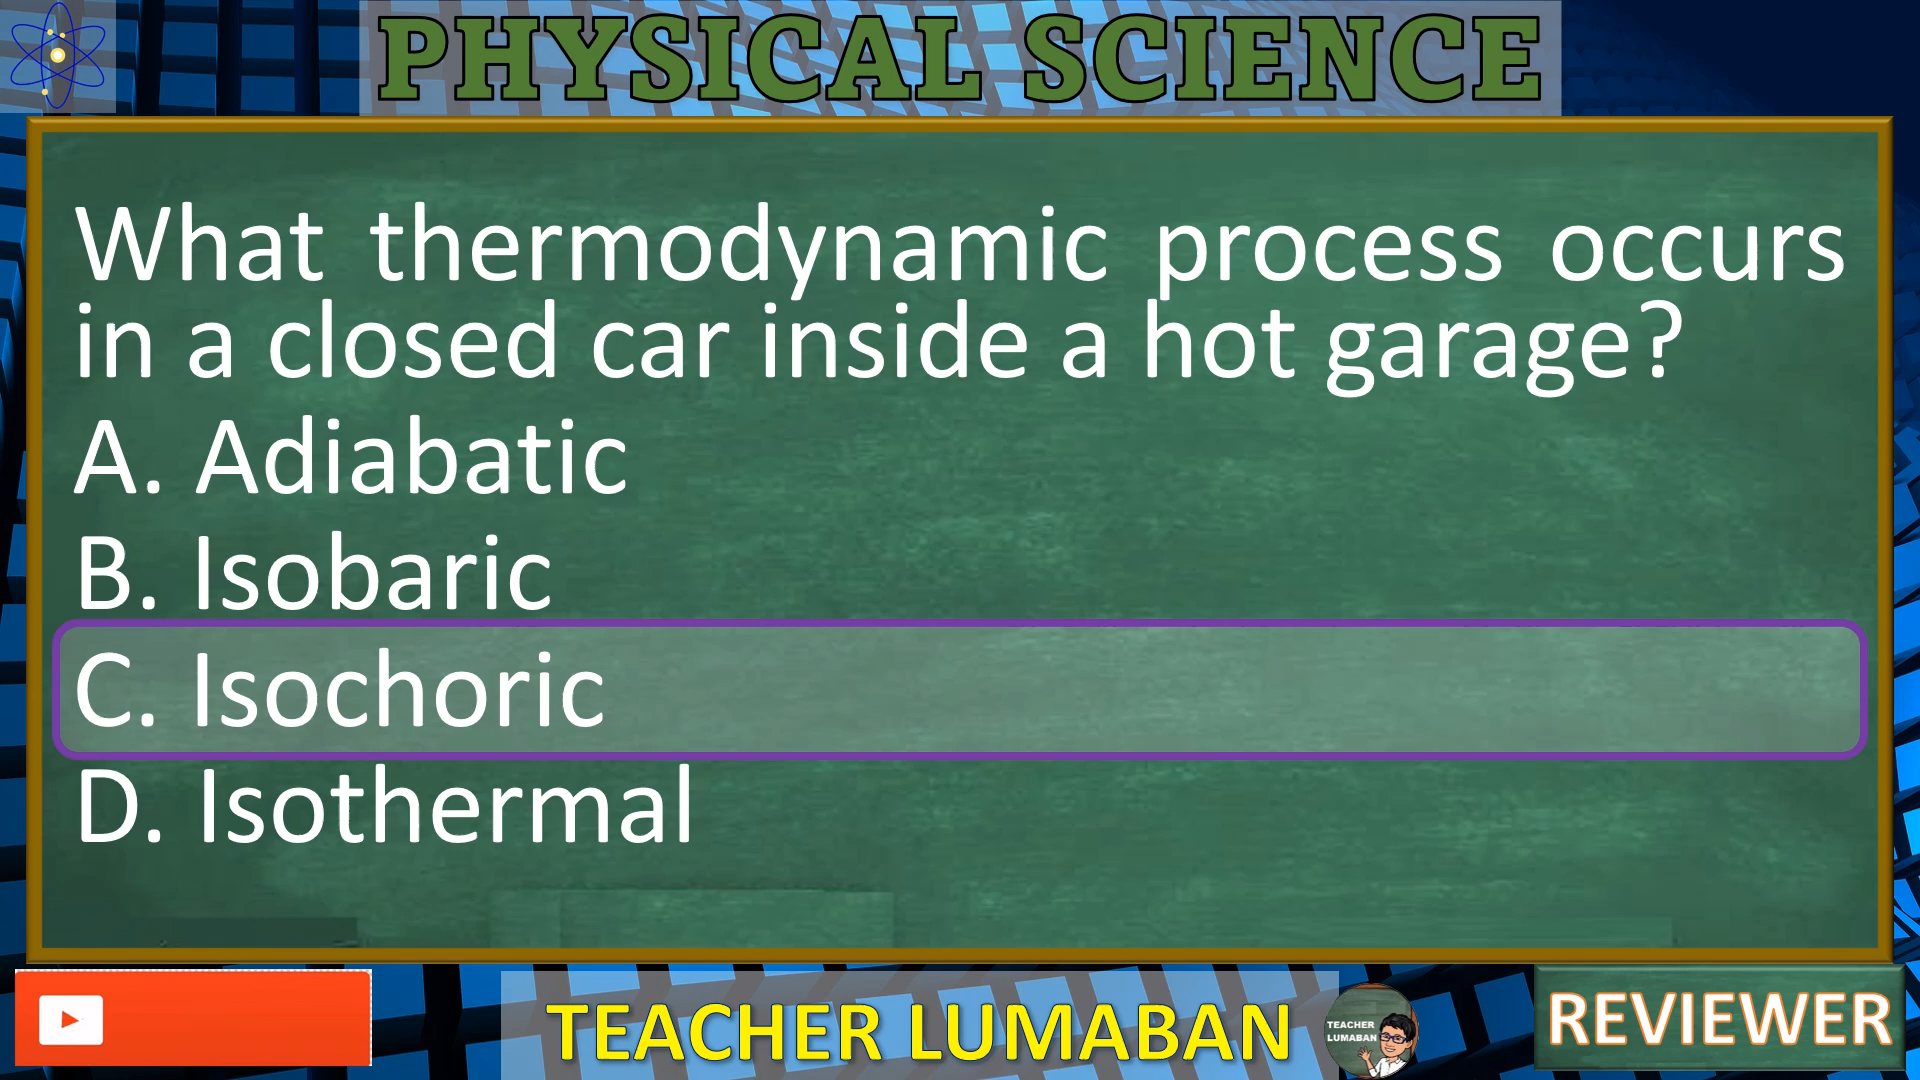 PHYSICAL SCIENCE
What thermodynamic process occurs
in a closed car inside a hot garage?
A. Adiabatic
B. Isobaric
C. Isochoric
D. Isothermal
TEACHER LUMABAN
TEACHER
LUMABAN
REVIEWER